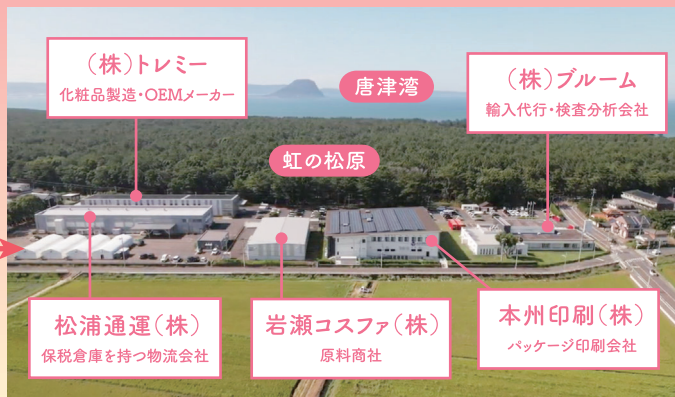 （株）トレミー
化粧品製造・OEMメーカー
唐津湾
（株）ブルーム
輸入代行・検査分析会社
虹の松原
松浦通運（株）
保税倉庫を持つ物流会社
岩瀬コスファ（株）
原料商社
本州印刷（株）
パッケージ印刷会社